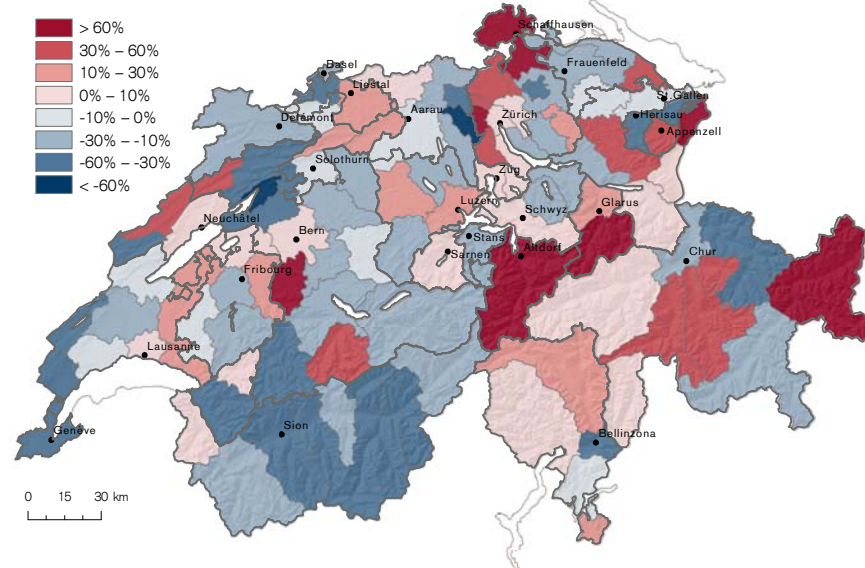 > 60%
30% – 60%
10% – 30%
0% – 10%
-10% – 0%
-30% – -10%
-60% – -30%
< -60%
Schaffhausen
Basel
Frauenfeld
Liestal
St.Gallen
Aarau
Zürich
Herisau
Delémont
Appenzell
Solothurn
Zug
Luzern
Glarus
Neuchâtel
Schwyz
Bern
Stans
Altdorf
Sarnen
Chur
Fribourg
Lausanne
Sion
Genève
Bellinzona
0 15 30 km